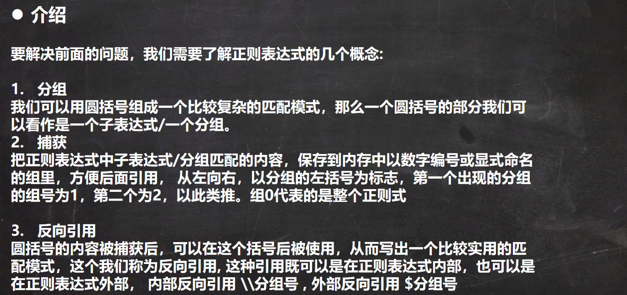 ● 介绍
要解决前面的问题，我们需要了解正则表达式的几个概念:
1. 分组
我们可以用圆括号组成一个比较复杂的匹配模式，那么一个圆括号的部分我们可
以看作是一个子表达式/一个分组。
2. 捕获
把正则表达式中子表达式/分组匹配的内容，保存到内存中以数字编号或显式命名
的组里，方便后面引用， 从左向右，以分组的左括号为标志，第一个出现的分组
的组号为1，第二个为2，以此类推。组0代表的是整个正则式
3. 反向引用
圆括号的内容被捕获后，可以在这个括号后被使用，从而写出一个比较实用的匹
配模式，这个我们称为反向引用, 这种引用既可以是在正则表达式内部，也可以是
在正则表达式外部， 内部反向引用 \\分组号 , 外部反向引用 $分组号